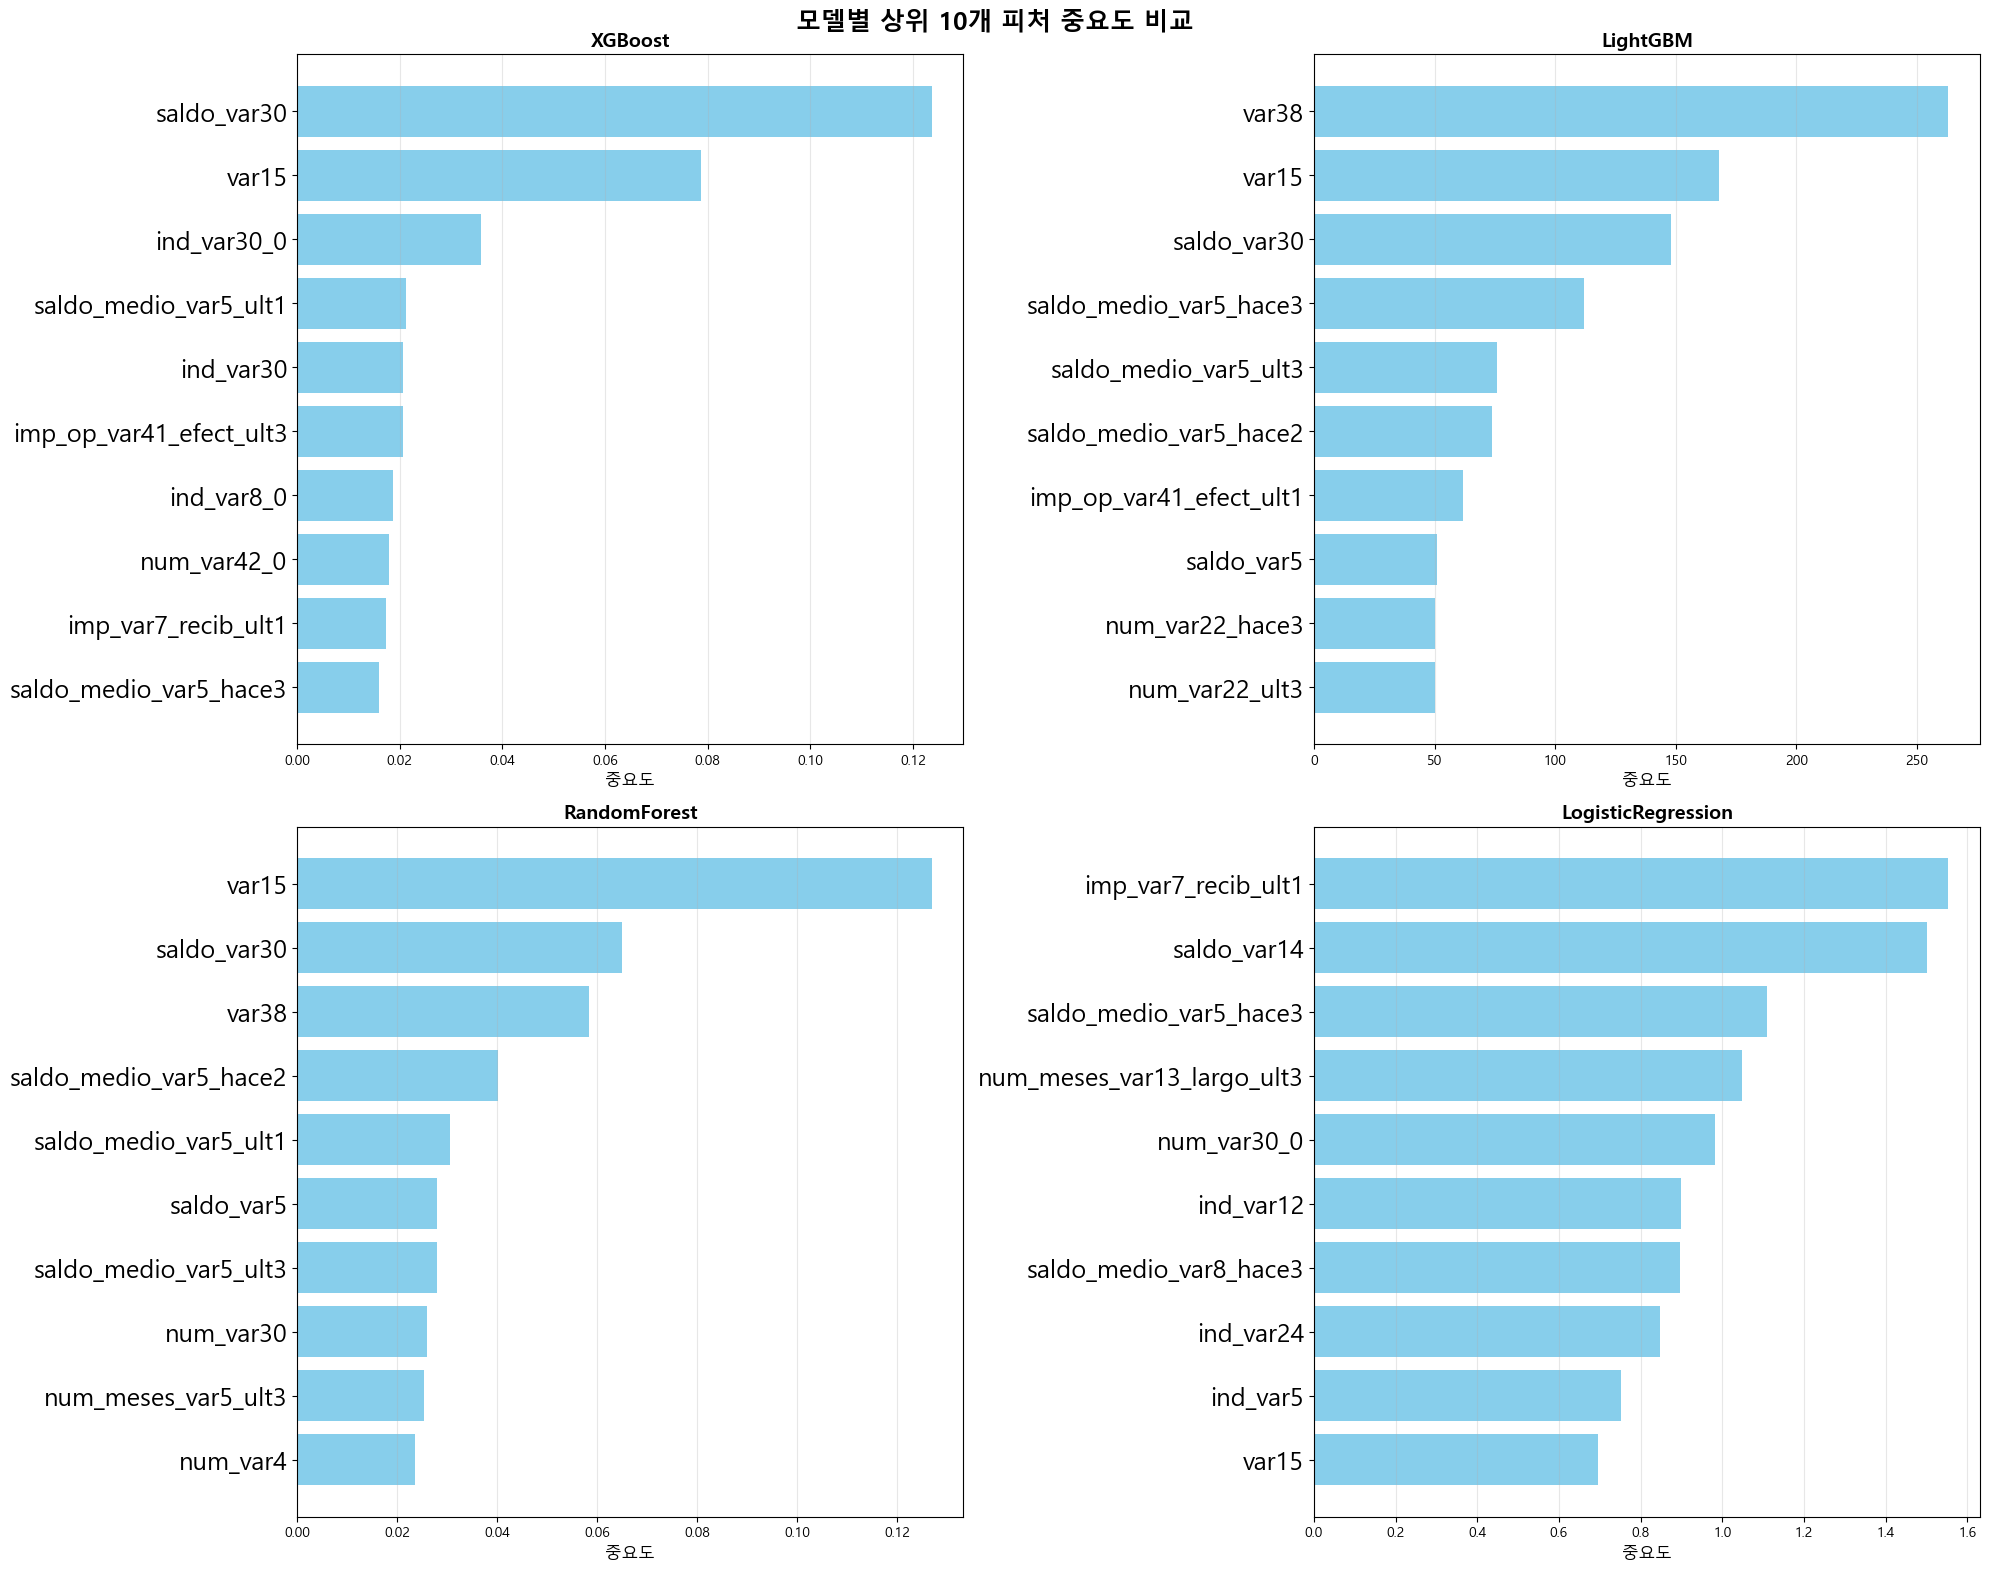 모델별 상위 10개 피처 중요도 비교
XGBoost
saldo_var30
var15
ind_var30_0
saldo_medio_var5_ult1
ind_var30
imp_op_var41_efect_ult3
ind_var8_0
num_var42_0
imp_var7_recib_ult1
saldo_medio_var5_hace3
0.00 0.02 0.04 0.06 0.08 0.10 0.12
중요도
LightGBM
var38
var15
saldo_var30
saldo_medio_var5_hace3
saldo_medio_var5_ult3
saldo_medio_var5_hace2
imp_op_var41_efect_ult1
saldo_var5
num_var22_hace3
num_var22_ult3
0 50 100 150 200 250
중요도
RandomForest
var15
saldo_var30
var38
saldo_medio_var5_hace2
saldo_medio_var5_ult1
saldo_var5
saldo_medio_var5_ult3
num_var30
num_meses_var5_ult3
num_var4
0.00 0.02 0.04 0.06 0.08 0.10 0.12
중요도
LogisticRegression
imp_var7_recib_ult1
saldo_var14
saldo_medio_var5_hace3
num_meses_var13_largo_ult3
num_var30_0
ind_var12
saldo_medio_var8_hace3
ind_var24
ind_var5
var15
0.0 0.2 0.4 0.6 0.8 1.0 1.2 1.4 1.6
중요도